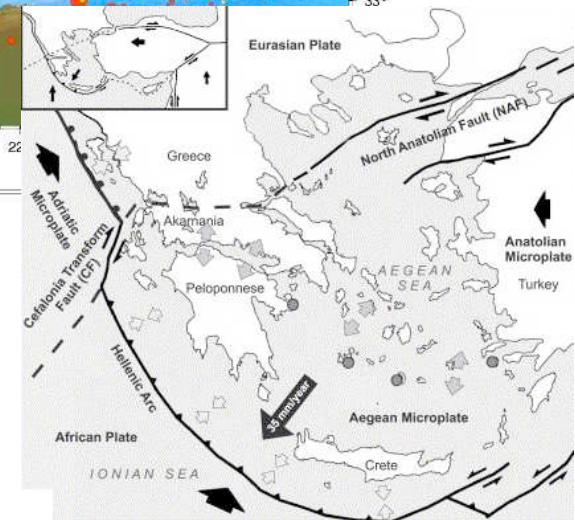 33°
22
Eurasian Plate
North Anatolian Fault (NAF)
Greece
Adriatic
Microplate
Akarnania
Cefalonia Transform
Fault (CF)
Anatolian
Microplate
Turkey
AEGEAN
SEA
Peloponnese
Hellenic Arc
35 mm/year
Aegean Microplate
African Plate
Crete
IONIAN SEA